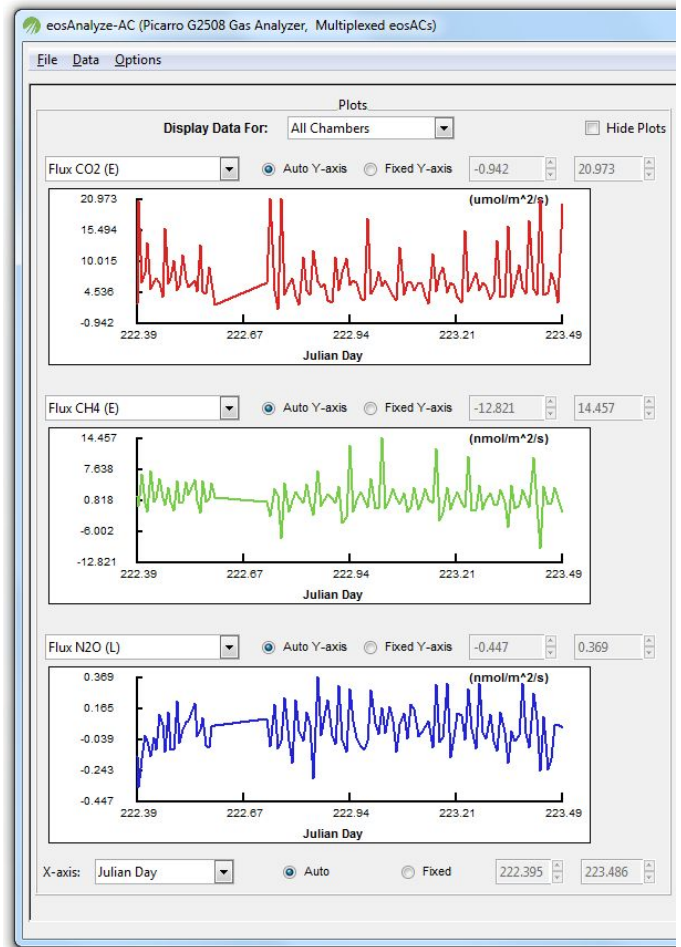 eosAnalyze-AC (Picarro G2508 Gas Analyzer, Multiplexed eosACs)
File Data Options
Plots
Display Data For: All Chambers Hide Plots
Flux CO2 (E) Auto Y-axis Fixed Y-axis -0.942 20.973
20.973 (umol/m^2/s)
15.494
10.015
4.536
-0.942
222.39 222.67 222.94 223.21 223.49
Julian Day
Flux CH4 (E) Auto Y-axis Fixed Y-axis -12.821 14.457
14.457 (nmol/m^2/s)
7.638
0.818
-6.002
-12.821
222.39 222.67 222.94 223.21 223.49
Julian Day
Flux N2O (L) Auto Y-axis Fixed Y-axis -0.447 0.369
0.369 (nmol/m^2/s)
0.165
-0.039
-0.243
-0.447
222.39 222.67 222.94 223.21 223.49
Julian Day
X-axis: Julian Day Auto Fixed 222.395 223.486